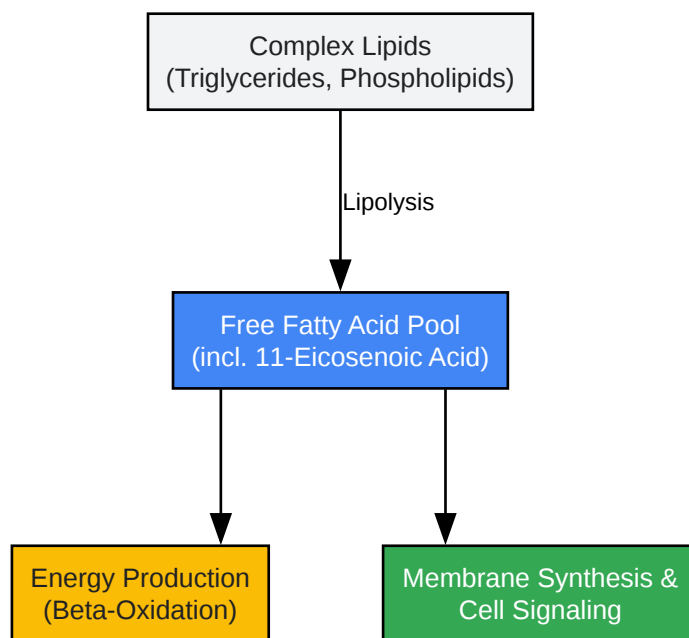 Complex Lipids
(Triglycerides, Phospholipids)
Lipolysis
Free Fatty Acid Pool
(incl. 11-Eicosenoic Acid)
Energy Production
(Beta-Oxidation)
Membrane Synthesis &
Cell Signaling